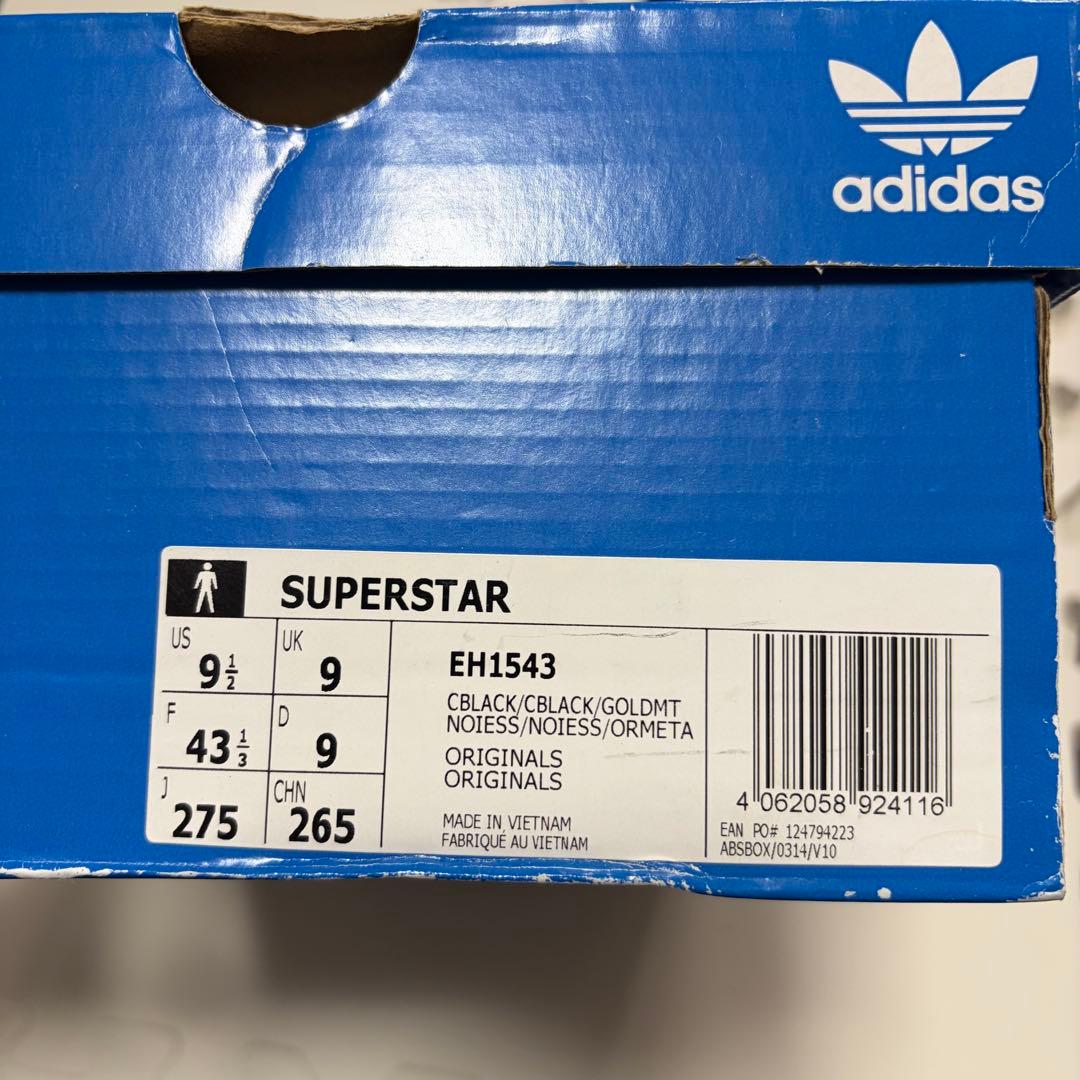 adidas
SUPERSTAR
US
9 1/2
UK
9
F
43 1/3
D
9
J
275
CHN
265
EH1543
CBLACK/CBLACK/GOLDMT
NOIESS/NOIESS/ORMETA
ORIGINALS
ORIGINALS
MADE IN VIETNAM
FABRIQUÉ AU VIETNAM
4 062058 924116
EAN PO# 124794223
ABSBOX/0314/V10